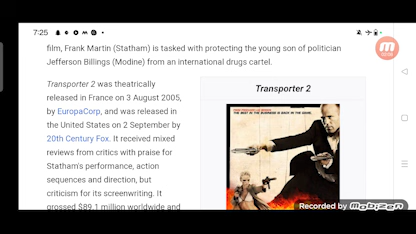 7:25
film, Frank Martin (Statham) is tasked with protecting the young son of politician
Jefferson Billings (Modine) from an international drugs cartel.
Transporter 2 was theatrically
released in France on 3 August 2005,
by EuropaCorp, and was released
in the United States on 2 September by
20th Century Fox. It received mixed
reviews from critics with praise for
Statham's performance, action
sequences and direction, but
criticism for its screenwriting. It
grossed $89.1 million worldwide and
Transporter 2
THE BEST IN THE BUSINESS IS BACK IN THE GAME.
Recorded by MOBIZEN